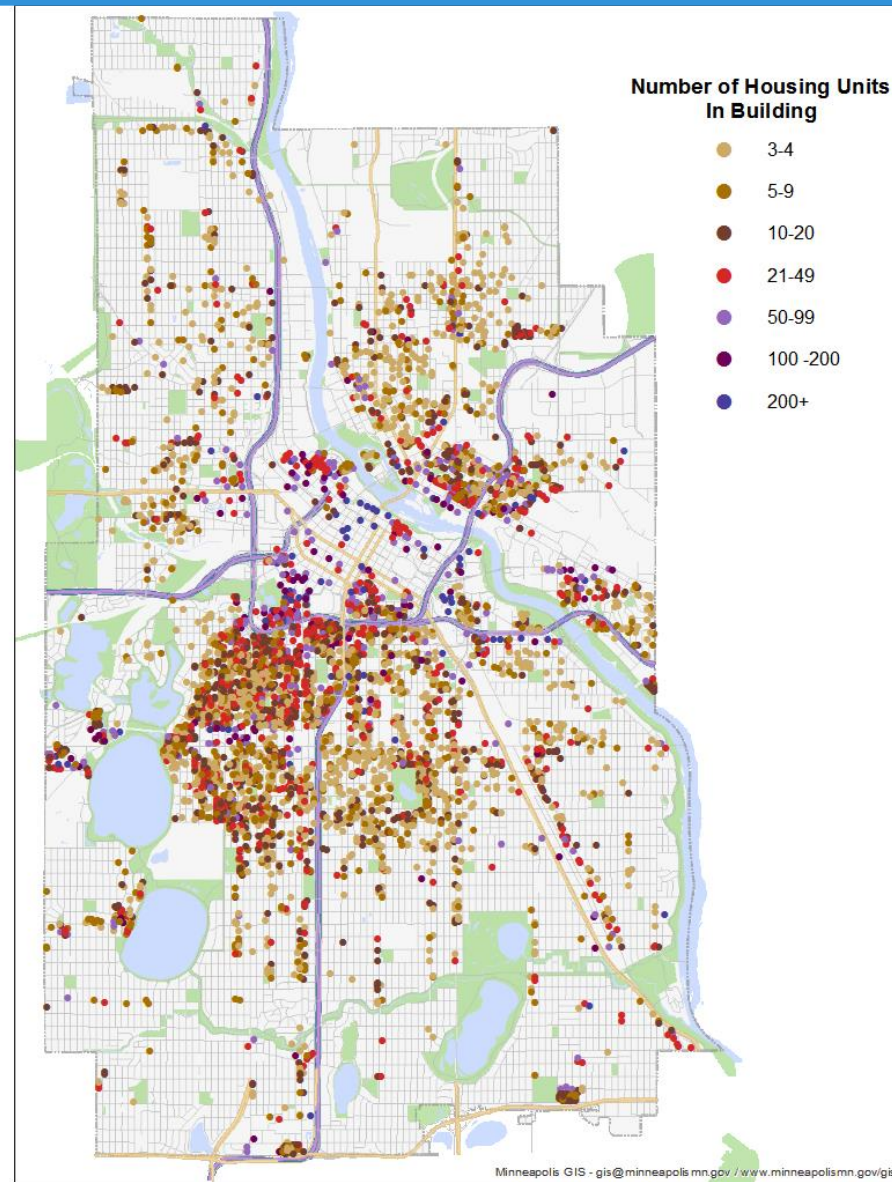 Number of Housing Units
In Building
3-4
5-9
10-20
21-49
50-99
100 -200
200+
Minneapolis GIS - gis@minneapolismn.gov / www.minneapolismn.gov/gis